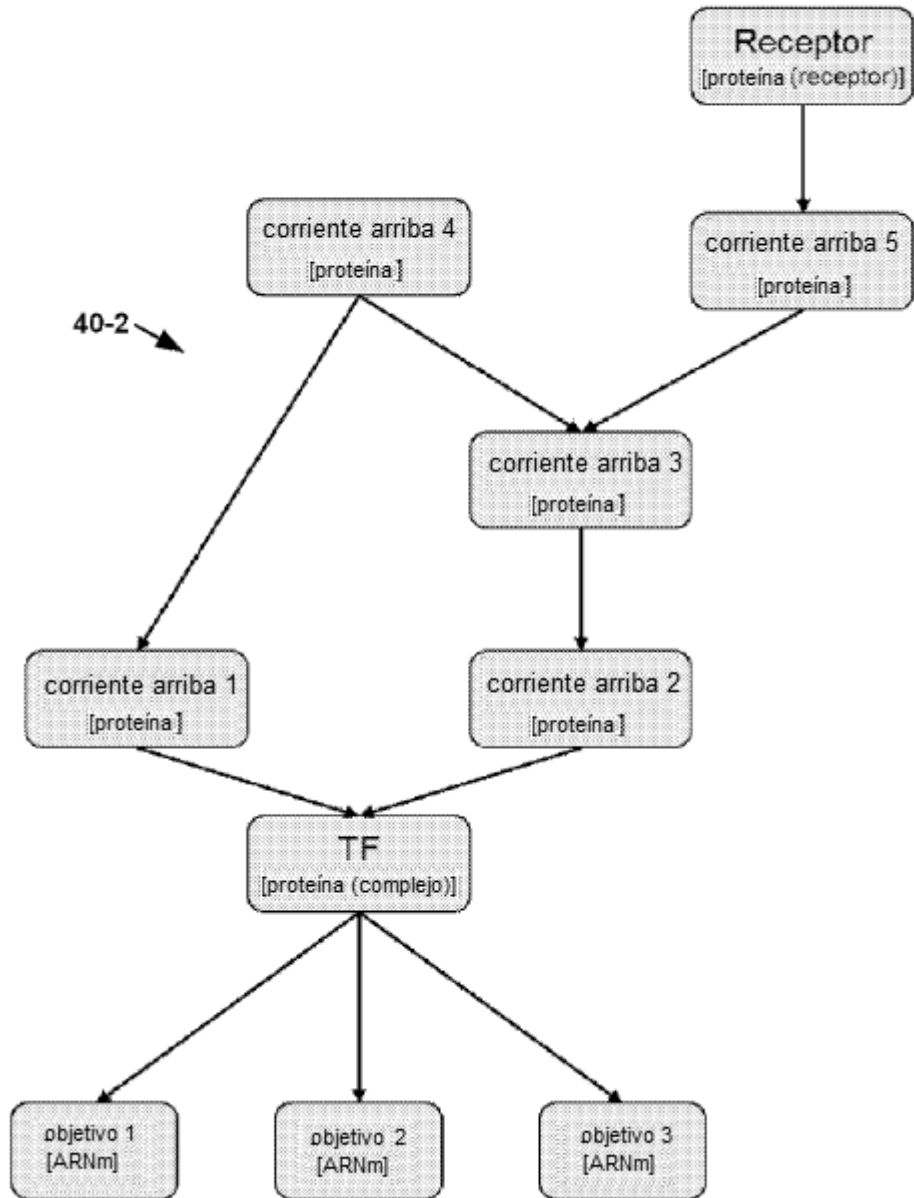 Receptor
[proteína (receptor)]
corriente arriba 4
[proteína]
corriente arriba 5
[proteína]
40-2
corriente arriba 3
[proteína]
corriente arriba 1
[proteína]
corriente arriba 2
[proteína]
TF
[proteína (complejo)]
objetivo 1
[ARNm]
objetivo 2
[ARNm]
objetivo 3
[ARNm]